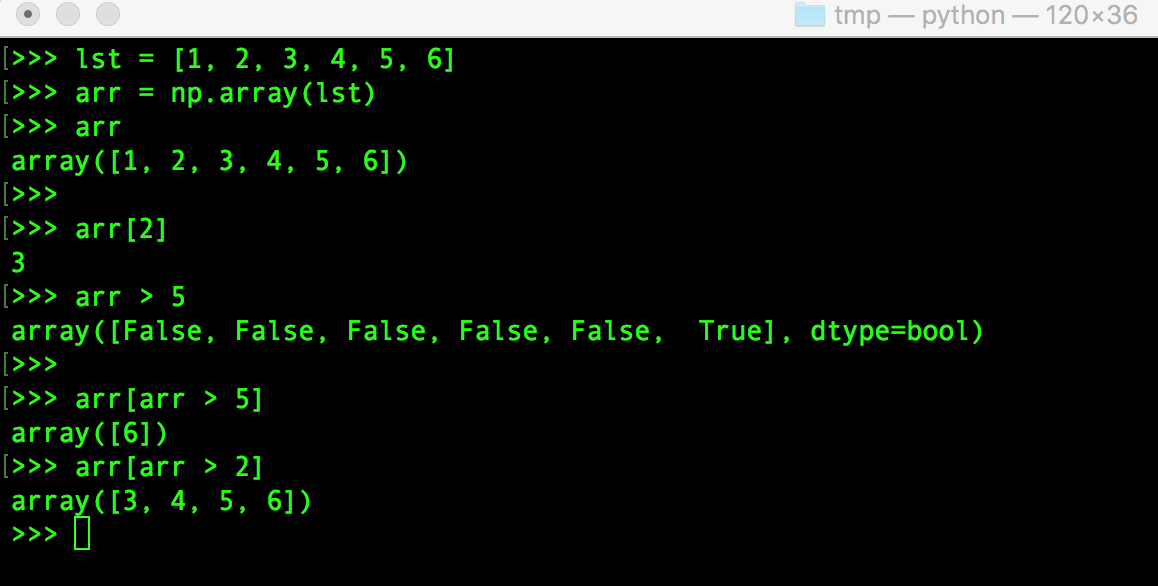 tmp — python — 120×36
[>>> lst = [1, 2, 3, 4, 5, 6]
[>>> arr = np.array(lst)
[>>> arr
array([1, 2, 3, 4, 5, 6])
[>>>
[>>> arr[2]
3
[>>> arr > 5
array([False, False, False, False, False,  True], dtype=bool)
[>>>
[>>> arr[arr > 5]
array([6])
[>>> arr[arr > 2]
array([3, 4, 5, 6])
>>>